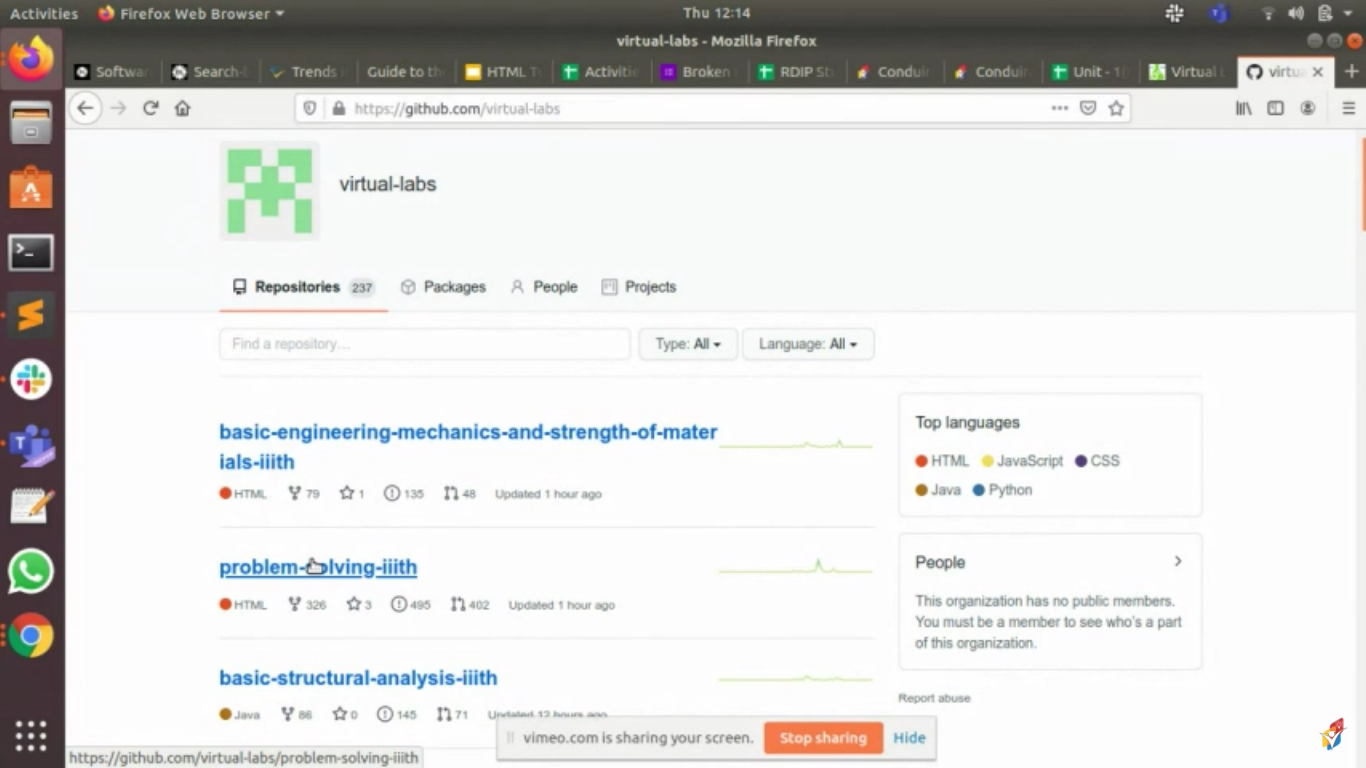 Activities Firefox Web Browser Thu 12:14
virtual-labs - Mozilla Firefox
Softwar Search- Trends Guide to th HTML T Activitie Broken RDIP St Conduir Conduir Unit - 1( Virtual virtua
https://github.com/virtual-labs
virtual-labs
Repositories 237 Packages People Projects
Find a repository... Type: All Language: All
basic-engineering-mechanics-and-strength-of-mater
ials-iiith
HTML 79 1 135 48 Updated 1 hour ago
problem-solving-iiith
HTML 326 3 495 402 Updated 1 hour ago
basic-structural-analysis-iiith
Java 86 0 145 71 Updated 12 hours ago
Top languages
HTML JavaScript CSS
Java Python
People
This organization has no public members.
You must be a member to see who's a part
of this organization.
Report abuse
vimeo.com is sharing your screen. Stop sharing Hide
https://github.com/virtual-labs/problem-solving-iiith